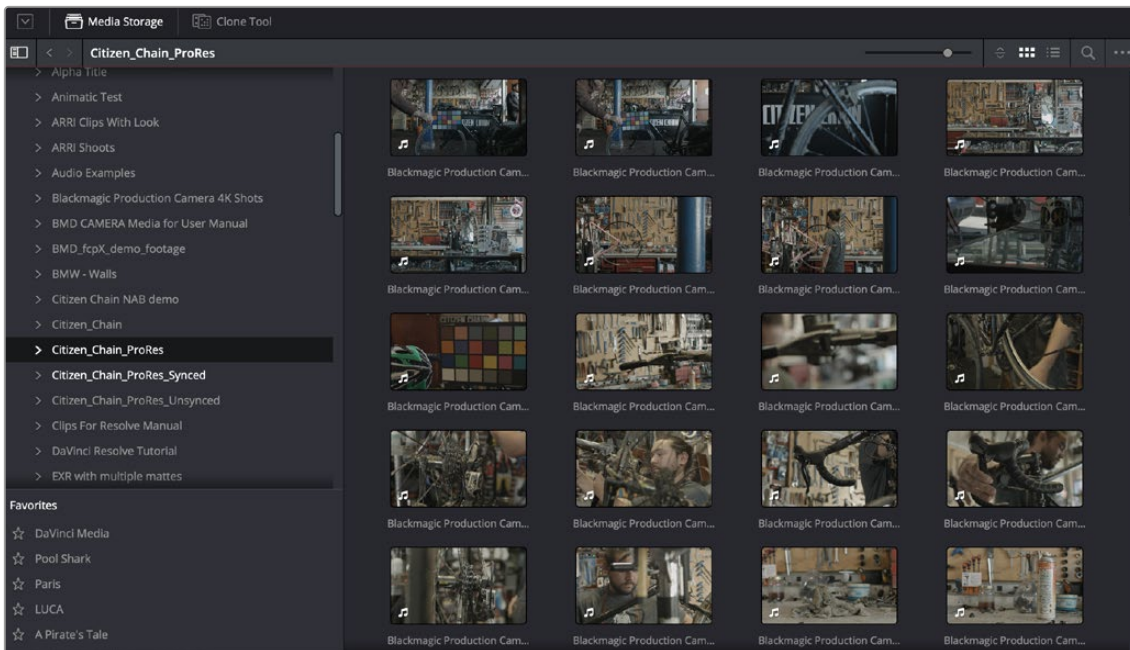 Media Storage
Clone Tool
Citizen_Chain_ProRes
Alpha Title
Animatic Test
ARRI Clips With Look
ARRI Shoots
Audio Examples
Blackmagic Production Camera 4K Shots
BMD CAMERA Media for User Manual
BMD_fcpX_demo_footage
BMW - Walls
Citizen Chain NAB demo
Citizen_Chain
Citizen_Chain_ProRes
Citizen_Chain_ProRes_Synced
Citizen_Chain_ProRes_Unsynced
Clips For Resolve Manual
DaVinci Resolve Tutorial
EXR with multiple mattes
Favorites
DaVinci Media
Pool Shark
Paris
LUCA
A Pirate's Tale
CITIZEN CHAIN
Blackmagic Production Cam...
Blackmagic Production Cam...
Blackmagic Production Cam...
Blackmagic Production Cam...
Blackmagic Production Cam...
Blackmagic Production Cam...
Blackmagic Production Cam...
Blackmagic Production Cam...
CITIZEN CHAIN
Blackmagic Production Cam...
Blackmagic Production Cam...
Blackmagic Production Cam...
Blackmagic Production Cam...
Blackmagic Production Cam...
Blackmagic Production Cam...
Blackmagic Production Cam...
Blackmagic Production Cam...
Blackmagic Production Cam...
Blackmagic Production Cam...
Blackmagic Production Cam...
Blackmagic Production Cam...